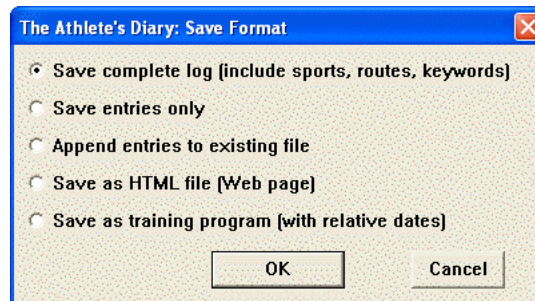 The Athlete's Diary: Save Format
Save complete log (include sports, routes, keywords)
Save entries only
Append entries to existing file
Save as HTML file (Web page)
Save as training program (with relative dates)
OK Cancel